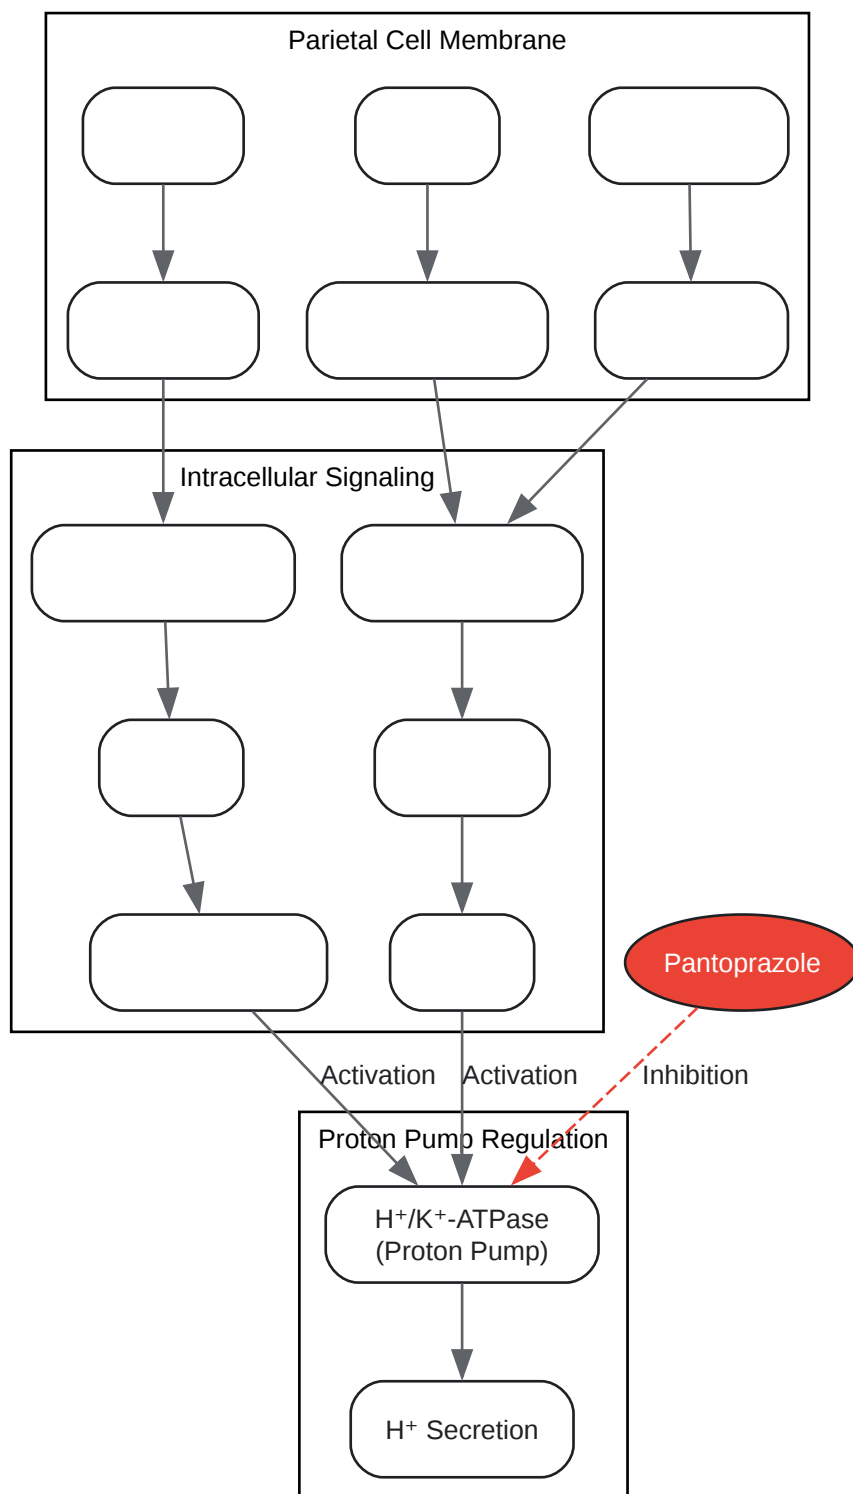 Parietal Cell Membrane
Intracellular Signaling
Pantoprazole
Activation
Activation
Inhibition
Proton Pump Regulation
H⁺/K⁺-ATPase
(Proton Pump)
H⁺ Secretion